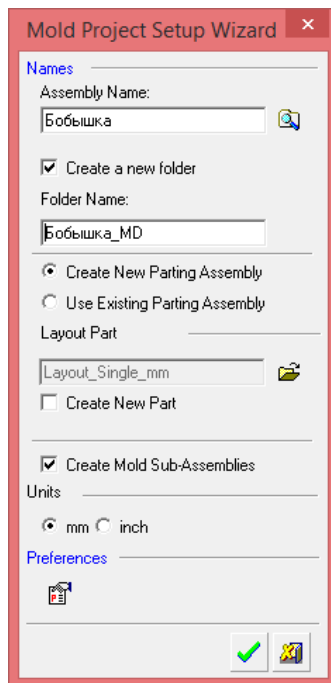 Mold Project Setup Wizard
Names
Assembly Name:
Бобышка
Create a new folder
Folder Name:
Бобышка_MD
Create New Parting Assembly
Use Existing Parting Assembly
Layout Part
Layout_Single_mm
Create New Part
Create Mold Sub-Assemblies
Units
mm inch
Preferences